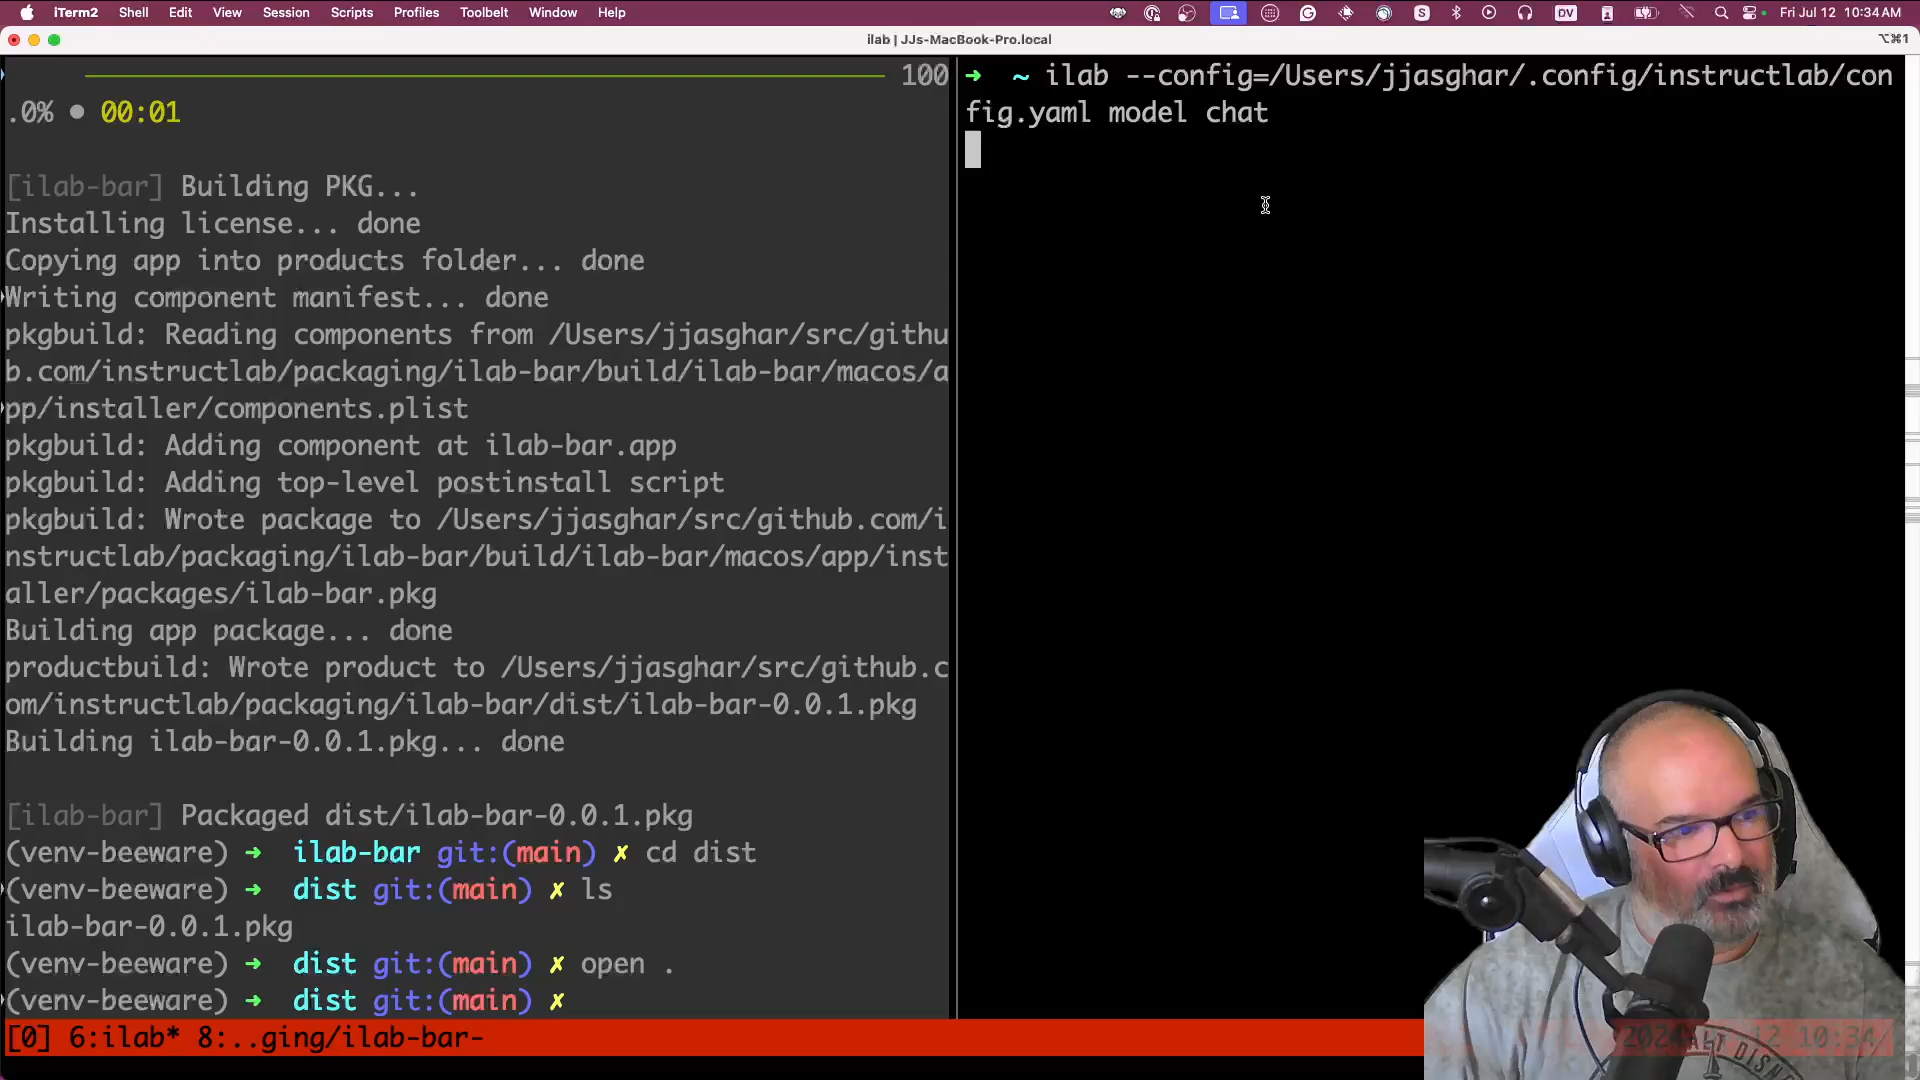 iTerm2 Shell Edit View Session Scripts Profiles Toolbelt Window Help
S DV Fri Jul 12 10:34 AM
ilab | JJs-MacBook-Pro.local
⌥⌘1
100
.0% ● 00:01
[ilab-bar] Building PKG...
Installing license... done
Copying app into products folder... done
Writing component manifest... done
pkgbuild: Reading components from /Users/jjasghar/src/githu
b.com/instructlab/packaging/ilab-bar/build/ilab-bar/macos/a
pp/installer/components.plist
pkgbuild: Adding component at ilab-bar.app
pkgbuild: Adding top-level postinstall script
pkgbuild: Wrote package to /Users/jjasghar/src/github.com/i
nstructlab/packaging/ilab-bar/build/ilab-bar/macos/app/inst
aller/packages/ilab-bar.pkg
Building app package... done
productbuild: Wrote product to /Users/jjasghar/src/github.c
om/instructlab/packaging/ilab-bar/dist/ilab-bar-0.0.1.pkg
Building ilab-bar-0.0.1.pkg... done
[ilab-bar] Packaged dist/ilab-bar-0.0.1.pkg
(venv-beeware) ➜ ilab-bar git:(main) ✗ cd dist
(venv-beeware) ➜ dist git:(main) ✗ ls
ilab-bar-0.0.1.pkg
(venv-beeware) ➜ dist git:(main) ✗ open .
(venv-beeware) ➜ dist git:(main) ✗
➜ ~ ilab --config=/Users/jjasghar/.config/instructlab/con
fig.yaml model chat
[0] 6:ilab* 8:..ging/ilab-bar-
12 10:34